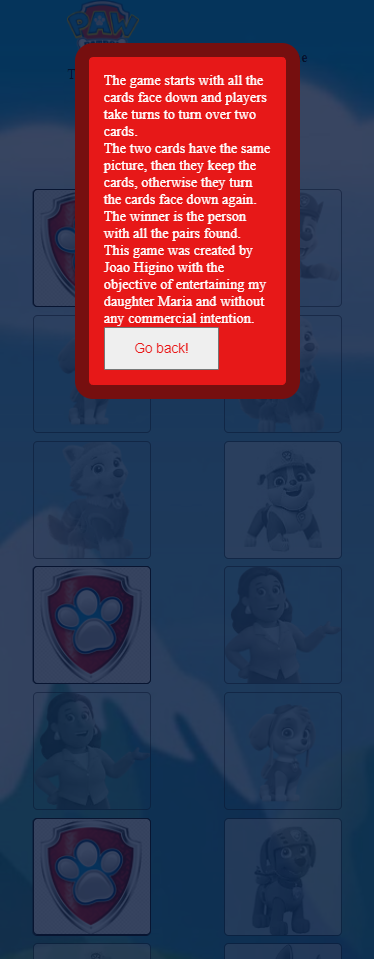 PAW
The game starts with all the
cards face down and players
take turns to turn over two
cards.
The two cards have the same
picture, then they keep the
cards, otherwise they turn
the cards face down again.
The winner is the person
with all the pairs found.
This game was created by
Joao Higino with the
objective of entertaining my
daughter Maria and without
any commercial intention.
Go back!